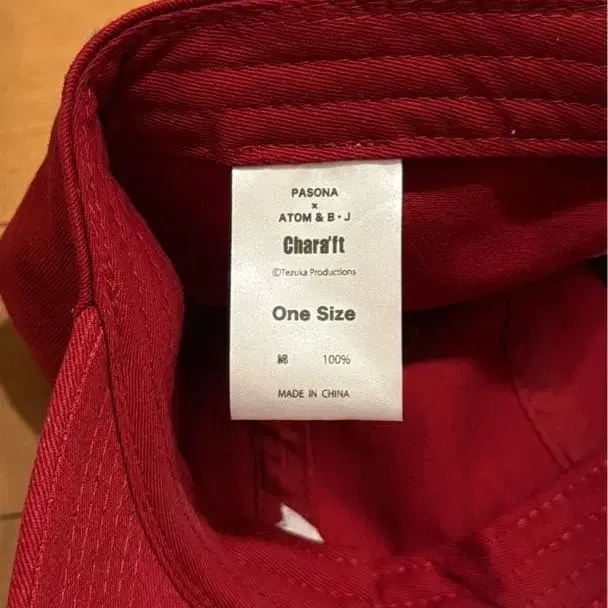 PASONA
×
ATOM & B・J
Chara'ft
©Tezuka Productions
One Size
綿 100%
MADE IN CHINA